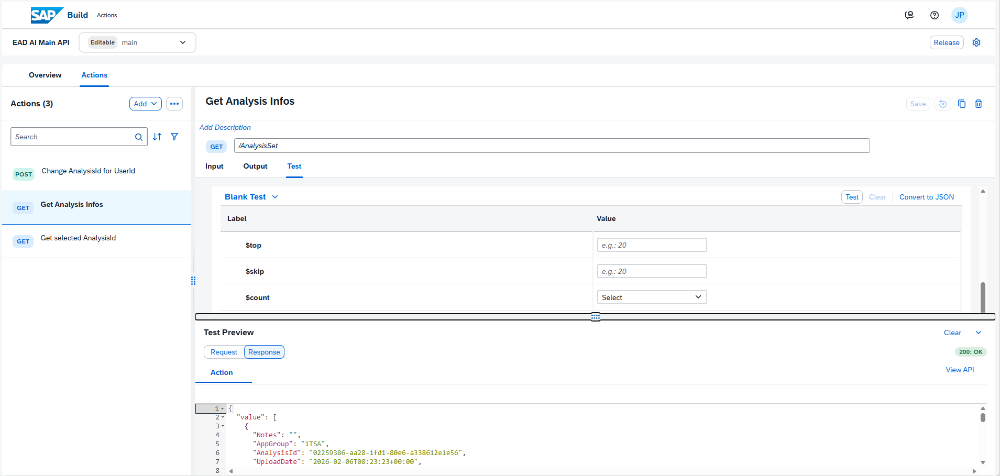 SAP Build Actions
JP
EAD AI Main API Editable main
Release
Overview Actions
Actions (3) Add
Search
POST Change AnalysisId for UserId
GET Get Analysis Infos
GET Get selected AnalysisId
Get Analysis Infos
Save
Add Description
GET /AnalysisSet
Input Output Test
Blank Test
Test Clear Convert to JSON
Label Value
$top e.g.: 20
$skip e.g.: 20
$count Select
Test Preview
Clear
Request Response
200: OK
Action
View API
1 {
2 "value": [
3 {
4 "Notes": "",
5 "AppGroup": "1TSA",
6 "AnalysisId": "02259386-aa28-1fd1-80e6-a338612e1e56",
7 "UploadDate": "2026-02-06T08:23:23+00:00",
8